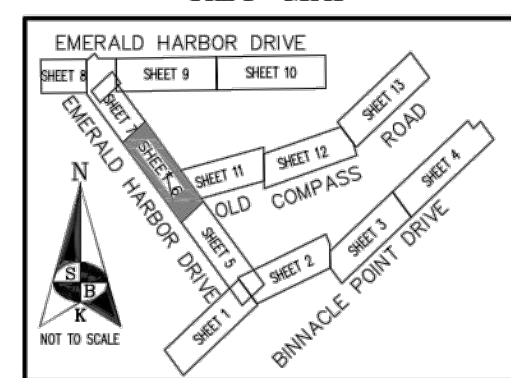 EMERALD HARBOR DRIVE
SHEET 8
SHEET 9
SHEET 10
SHEET 13
SHEET 7
ROAD
SHEET 6
SHEET 11
SHEET 12
SHEET 4
EMERALD HARBOR DRIVE
OLD COMPASS
N
SHEET 5
SHEET 3
S
B
K
SHEET 2
BINNACLE POINT DRIVE
SHEET 1
NOT TO SCALE